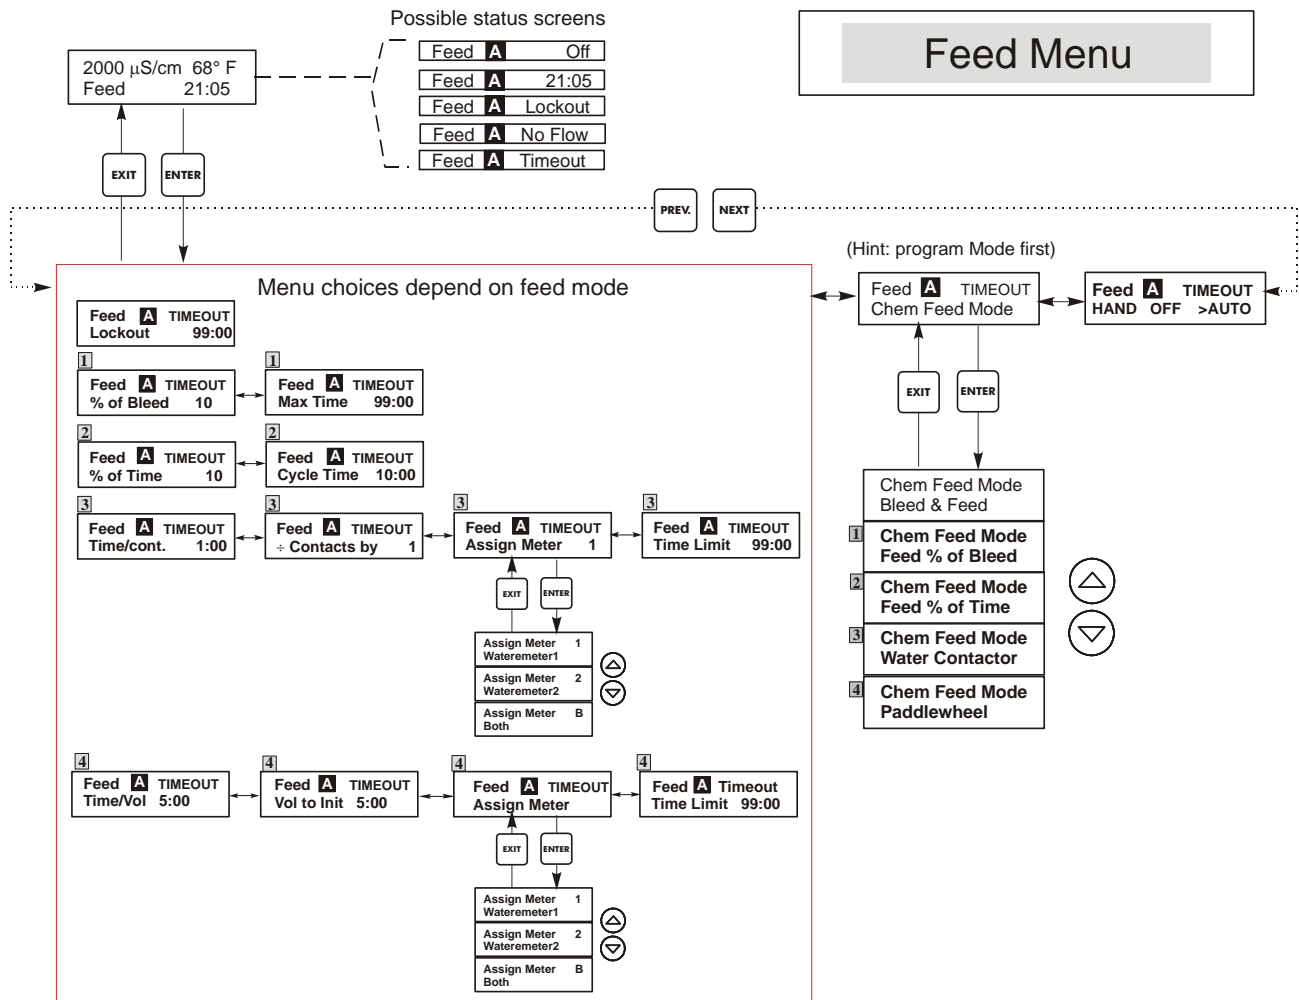 Possible status screens
Feed Menu
2000 µS/cm 68° F
Feed 21:05
Feed A Off
Feed A 21:05
Feed A Lockout
Feed A No Flow
Feed A Timeout
EXIT
ENTER
PREV.
NEXT
(Hint: program Mode first)
Menu choices depend on feed mode
Feed A TIMEOUT
Chem Feed Mode
Feed A TIMEOUT
HAND OFF >AUTO
Feed A TIMEOUT
Lockout 99:00
1
Feed A TIMEOUT
% of Bleed 10
1
Feed A TIMEOUT
Max Time 99:00
2
Feed A TIMEOUT
% of Time 10
2
Feed A TIMEOUT
Cycle Time 10:00
3
Feed A TIMEOUT
Time/cont. 1:00
3
Feed A TIMEOUT
÷ Contacts by 1
3
Feed A TIMEOUT
Assign Meter 1
3
Feed A TIMEOUT
Time Limit 99:00
EXIT
ENTER
Assign Meter 1
Wateremeter1
Assign Meter 2
Wateremeter2
Assign Meter B
Both
EXIT
ENTER
Chem Feed Mode
Bleed & Feed
1
Chem Feed Mode
Feed % of Bleed
2
Chem Feed Mode
Feed % of Time
3
Chem Feed Mode
Water Contactor
4
Chem Feed Mode
Paddlewheel
4
Feed A TIMEOUT
Time/Vol 5:00
4
Feed A TIMEOUT
Vol to Init 5:00
4
Feed A TIMEOUT
Assign Meter
4
Feed A Timeout
Time Limit 99:00
EXIT
ENTER
Assign Meter 1
Wateremeter1
Assign Meter 2
Wateremeter2
Assign Meter B
Both